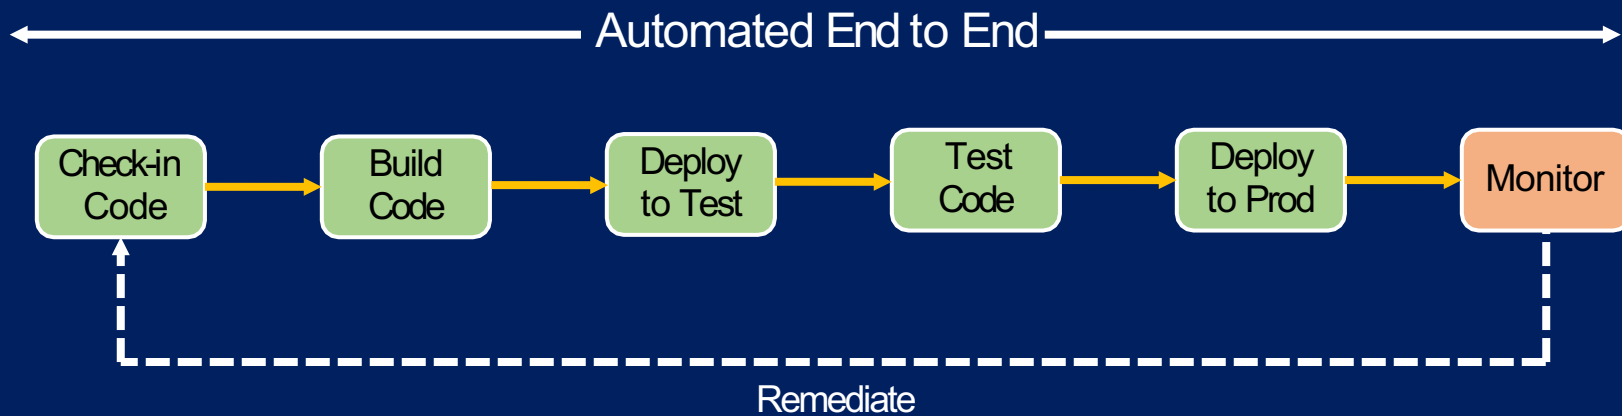 Automated End to End
Check-in
Code
Build
Code
Deploy
to Test
Test
Code
Deploy
to Prod
Monitor
Remediate